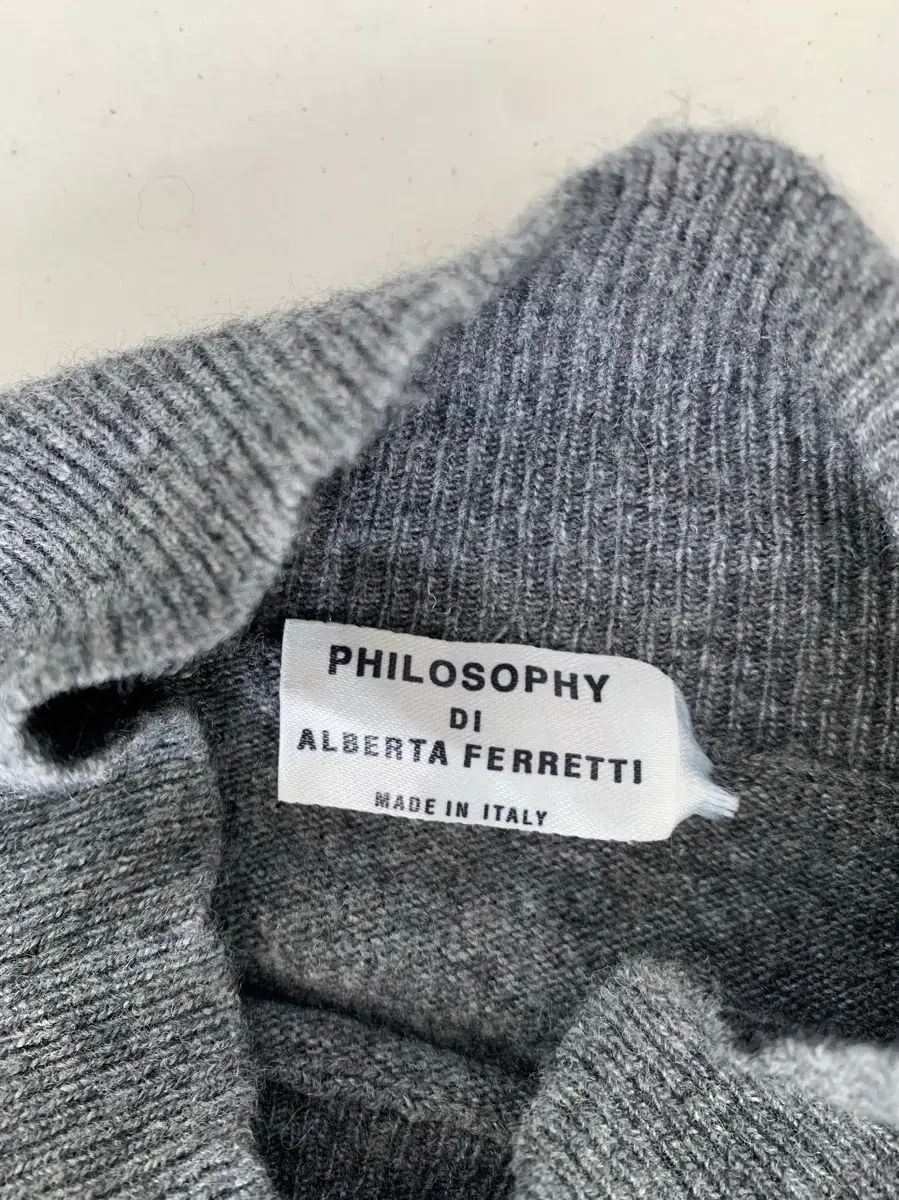 PHILOSOPHY
DI
ALBERTA FERRETTI
MADE IN ITALY